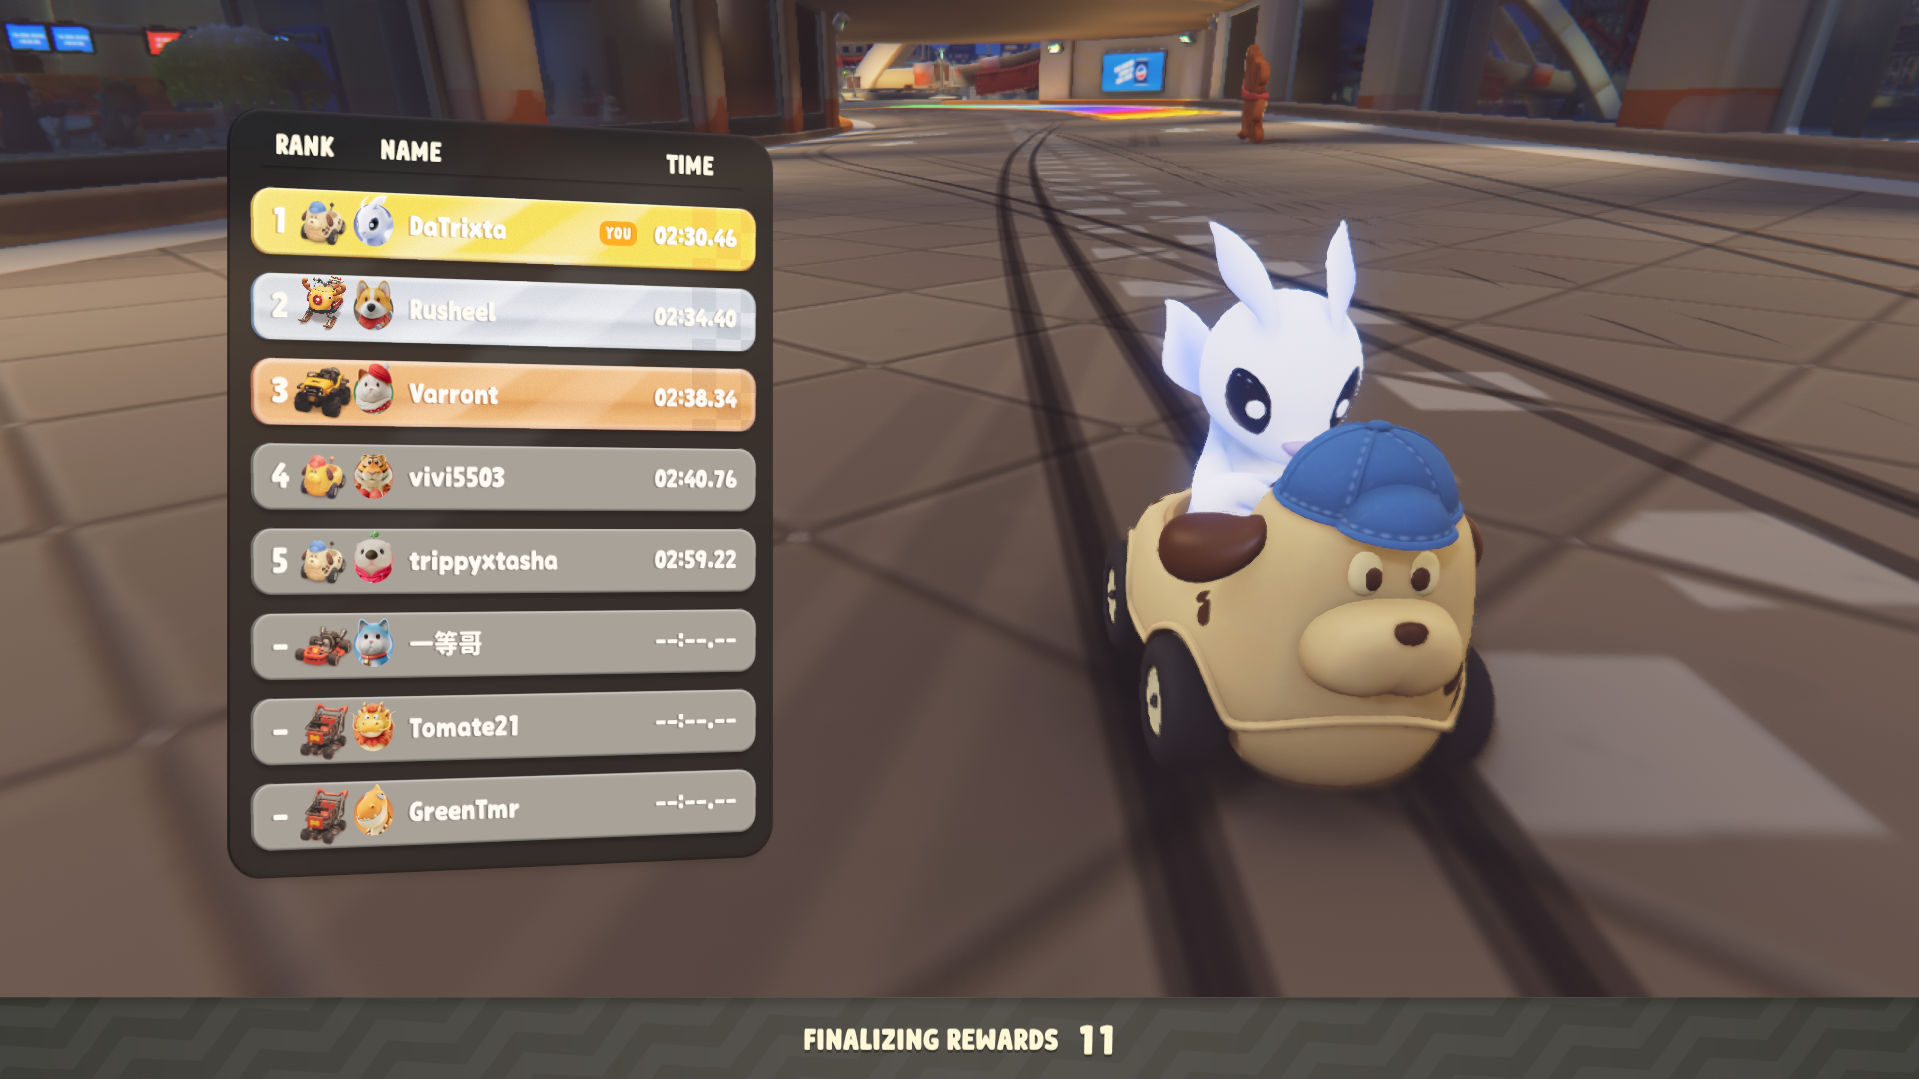 RANK NAME TIME
1 DaTrixta YOU 02:30.46
2 Rusheel 02:34.40
3 Varront 02:38.34
4 vivi5503 02:40.76
5 trippyxtasha 02:59.22
- 一等哥 --:--.--
- Tomate21 --:--.--
- GreenTmr --:--.--
FINALIZING REWARDS 11